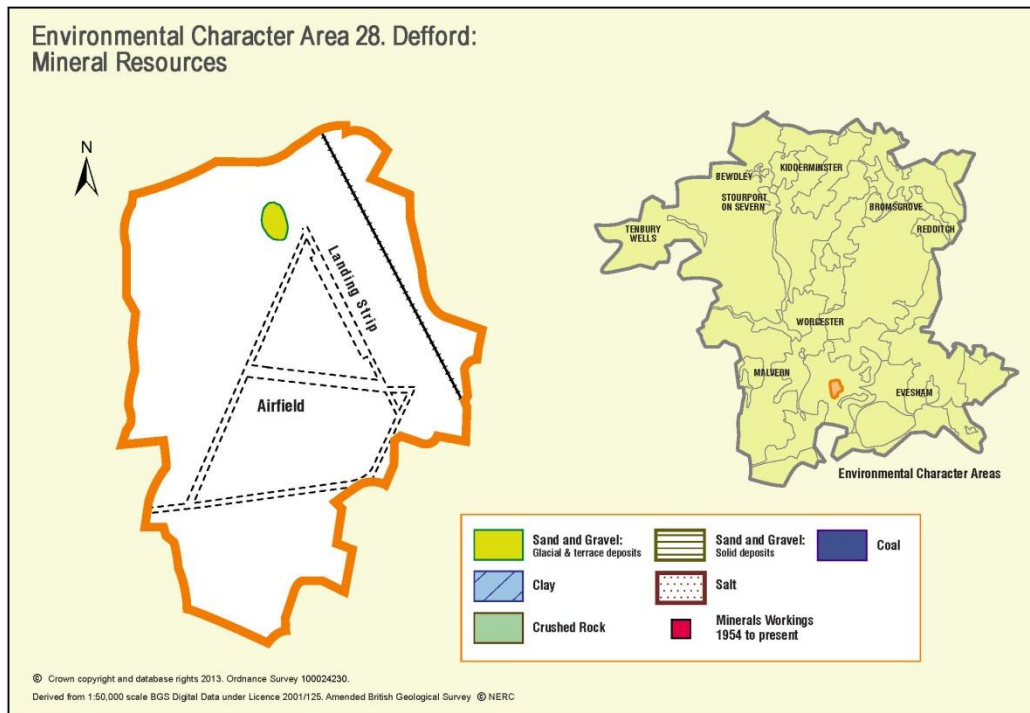 Environmental Character Area 28. Defford:
Mineral Resources
N
Landing Strip
Airfield
BEWDLEY
KIDDERMINSTER
STOURPORT
ON SEVERN
BROMSGROVE
REDDITCH
TENBURY
WELLS
WORCESTER
MALVERN
EVESHAM
Environmental Character Areas
Sand and Gravel:
Glacial & terrace deposits
Sand and Gravel:
Solid deposits
Coal
Clay
Salt
Crushed Rock
Minerals Workings
1954 to present
© Crown copyright and database rights 2013. Ordnance Survey 100024230.
Derived from 1:50,000 scale BGS Digital Data under Licence 2001/125. Amended British Geological Survey © NERC